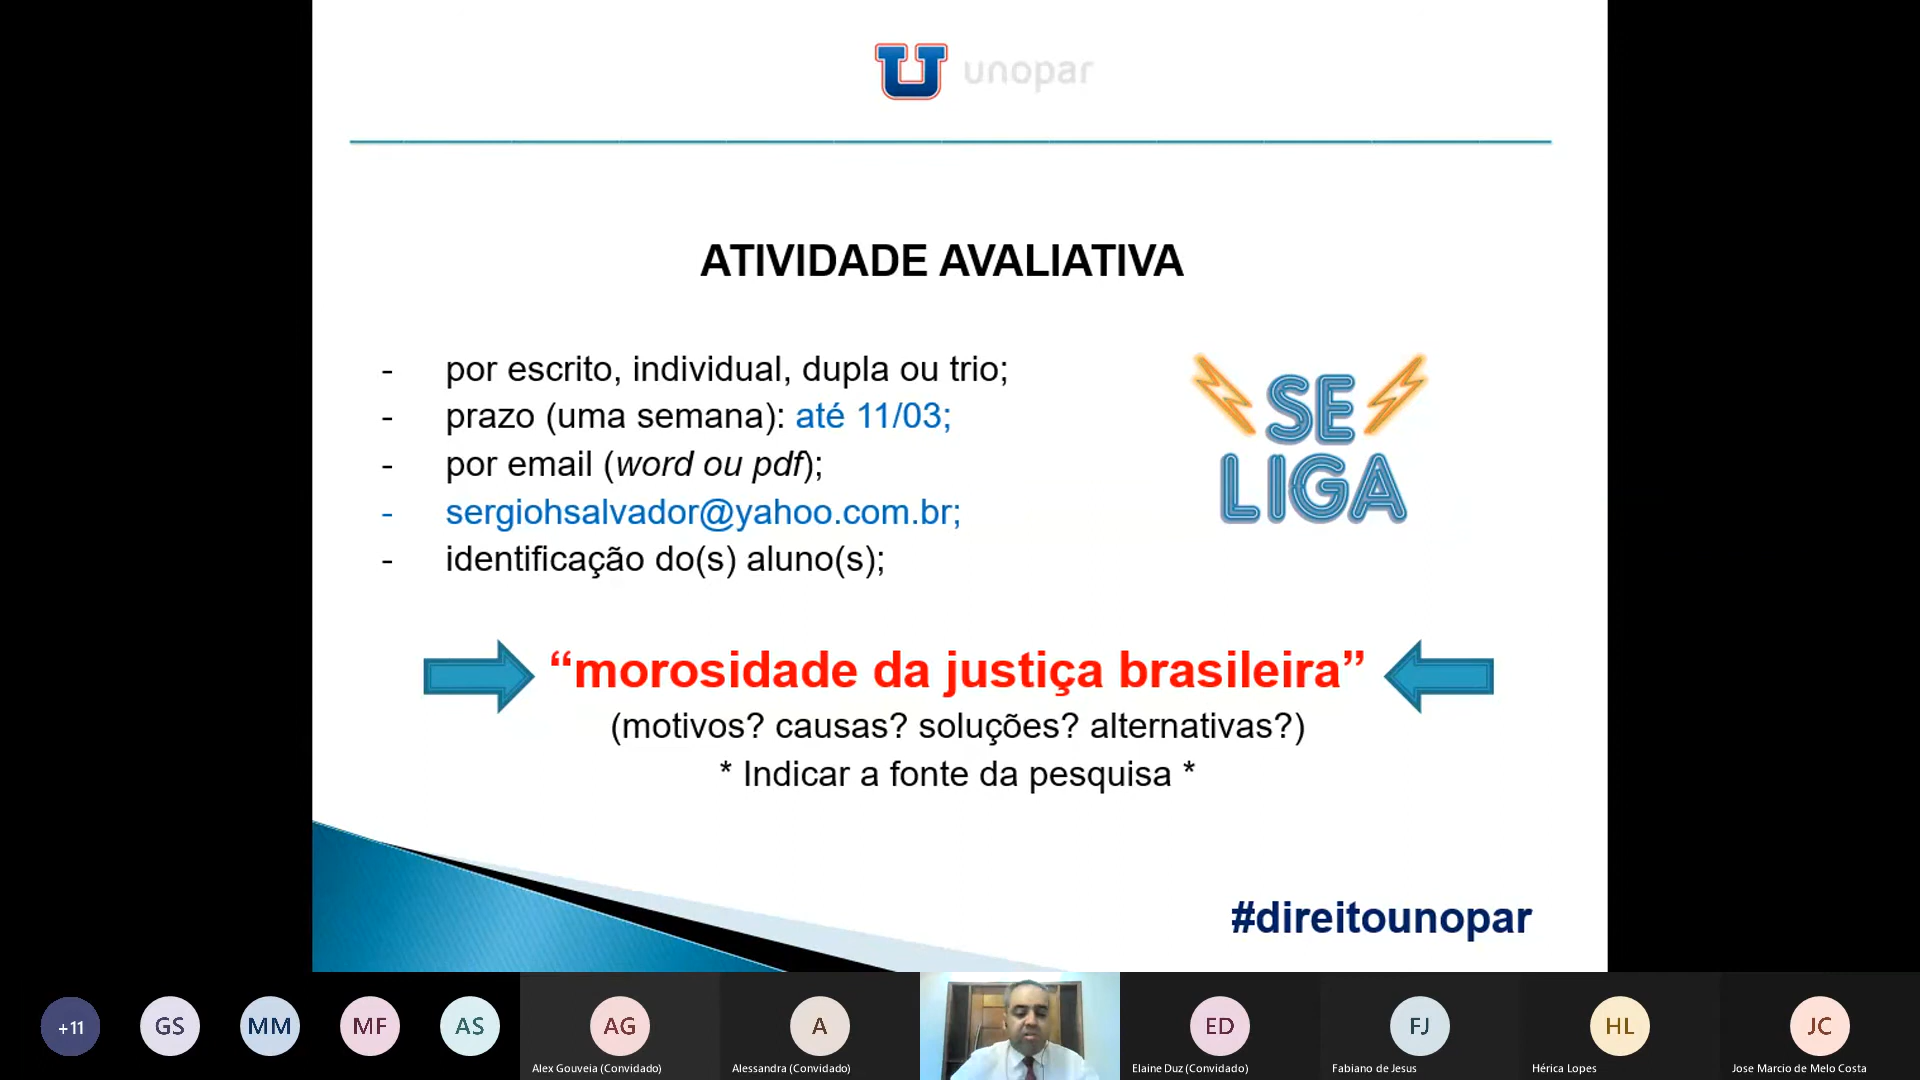 unopar
ATIVIDADE AVALIATIVA
- por escrito, individual, dupla ou trio;
- prazo (uma semana): até 11/03;
- por email (word ou pdf);
- sergiohsalvador@yahoo.com.br;
- identificação do(s) aluno(s);
SE
LIGA
“morosidade da justiça brasileira”
(motivos? causas? soluções? alternativas?)
* Indicar a fonte da pesquisa *
#direitounopar
+11
GS
MM
MF
AS
AG
Alex Gouveia (Convidado)
A
Alessandra (Convidado)
ED
Elaine Duz (Convidado)
FJ
Fabiano de Jesus
HL
Hérica Lopes
JC
Jose Marcio de Melo Costa